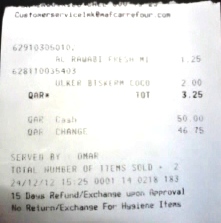 Customerservicelmk@mafcarrefour.com
62910306010.
AL RAWABI FRESH MI 1.25
628110035403
ULKER BISKREM COCO 2.00
QAR* TOT 3.25
QAR Cash 50.00
QAR CHANGE 46.75
SERVED BY : OMAR
TOTAL NUMBER OF ITEMS SOLD - 2
24/12/12 15:25 0001 14 0218 183
15 Days Refund/Exchange upon Approval
No Return/Exchange For Hygiene Items